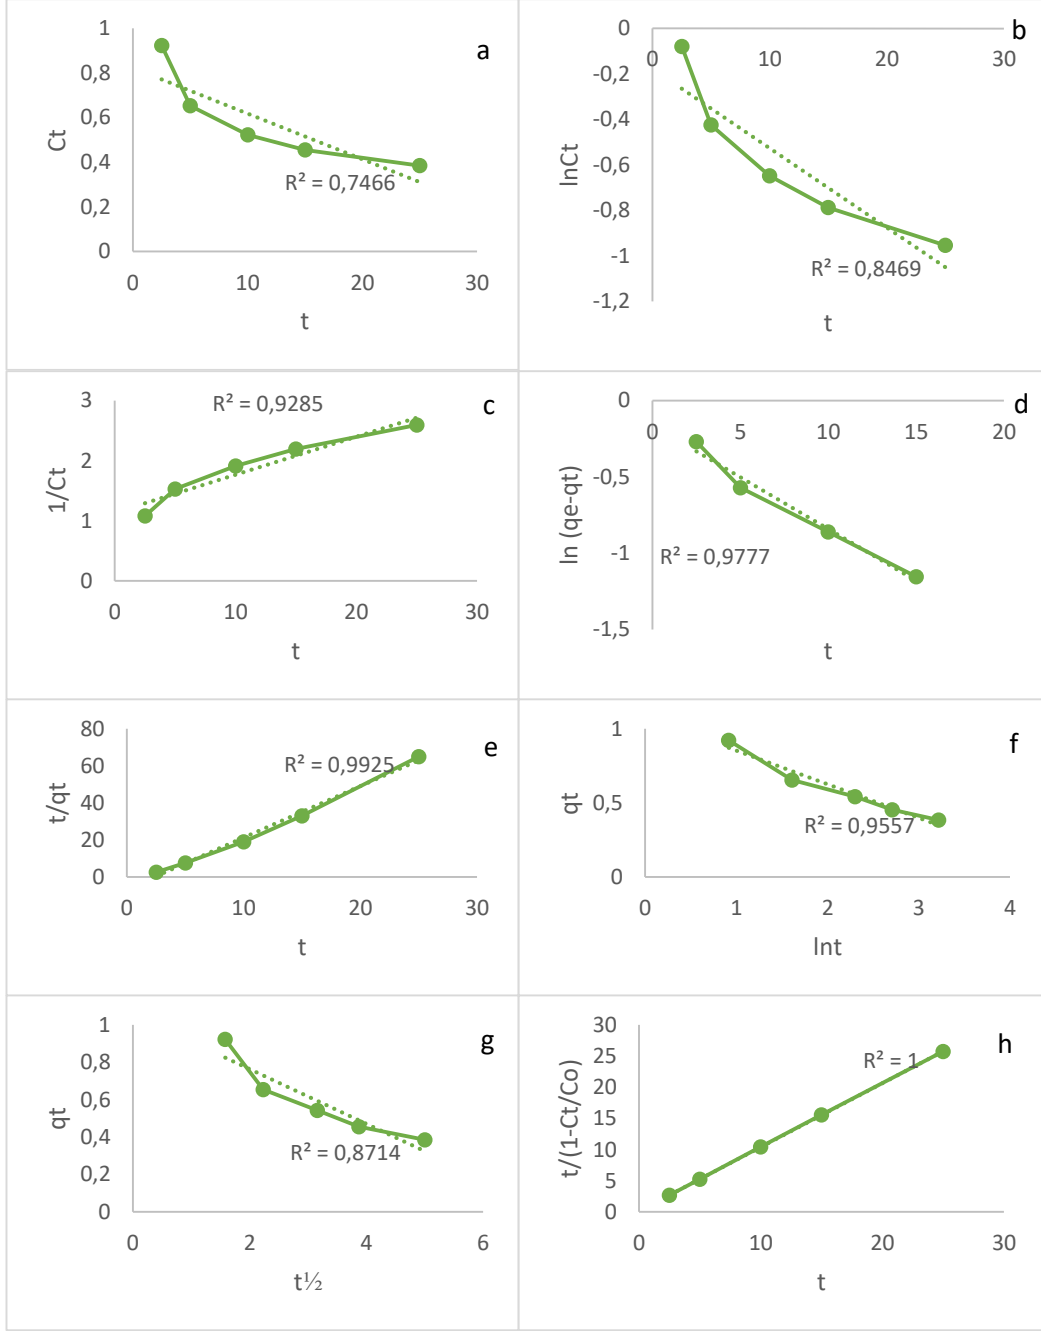 a
1
0,8
0,6
0,4
0,2
0
Ct
R² = 0,7466
0 10 20 30
t
b
0
-0,2
-0,4
-0,6
-0,8
-1
-1,2
lnCt
0 10 20 30
R² = 0,8469
t
c
3
2
1
0
1/Ct
R² = 0,9285
0 10 20 30
t
d
0
-0,5
-1
-1,5
ln (qe-qt)
0 5 10 15 20
R² = 0,9777
t
e
80
60
40
20
0
t/qt
R² = 0,9925
0 10 20 30
t
f
1
0,5
0
qt
R² = 0,9557
0 1 2 3 4
lnt
g
1
0,8
0,6
0,4
0,2
0
qt
R² = 0,8714
0 2 4 6
t½
h
30
25
20
15
10
5
0
t/(1-Ct/Co)
R² = 1
0 10 20 30
t